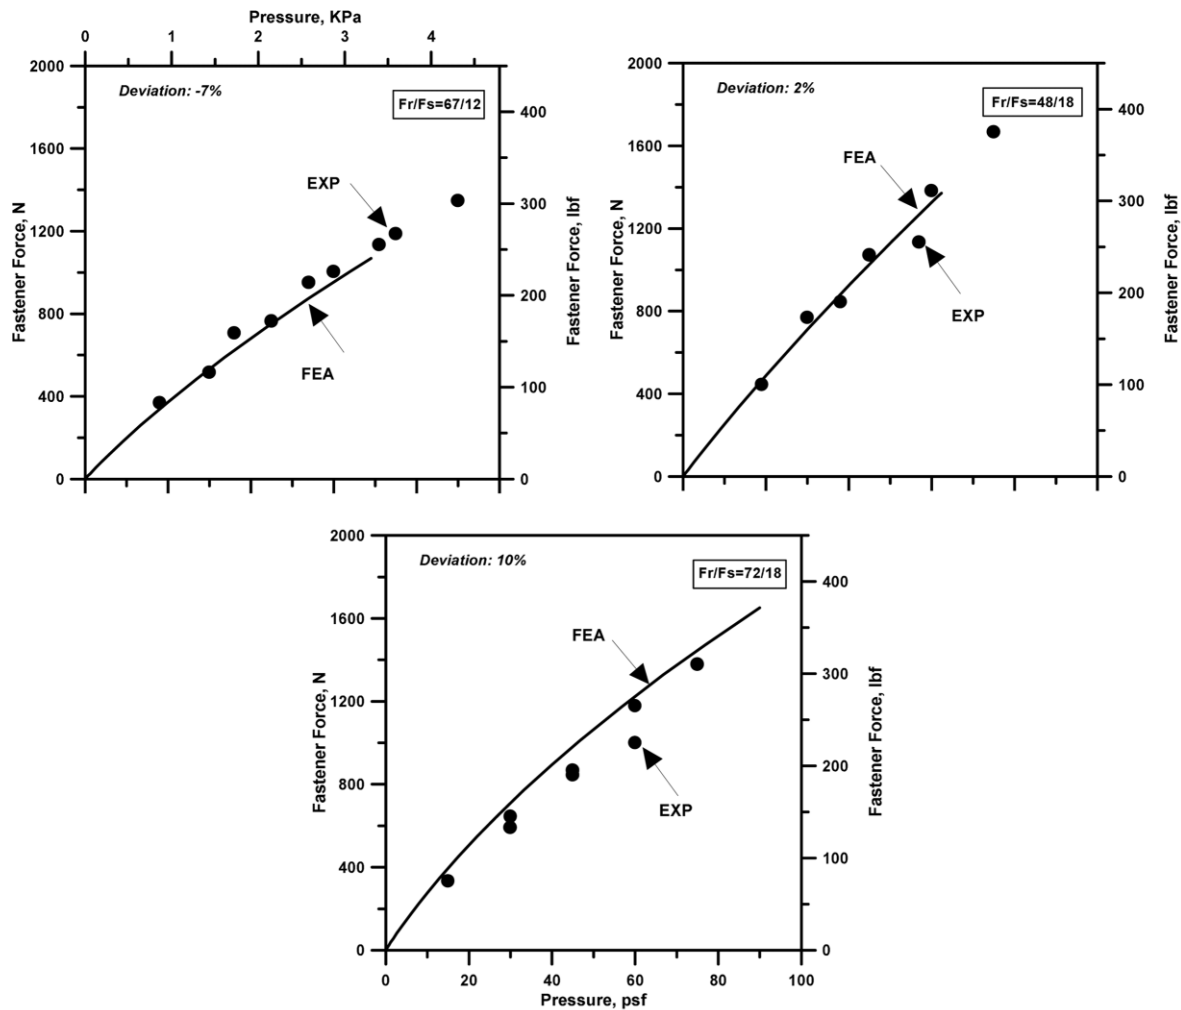 Pressure, KPa
0 1 2 3 4
2000
1600
1200
800
400
0
Fastener Force, N
Deviation: -7%
Fr/Fs=67/12
EXP
FEA
400
300
200
100
0
Fastener Force, lbf
2000
1600
1200
800
400
0
Fastener Force, N
Deviation: 2%
Fr/Fs=48/18
FEA
EXP
400
300
200
100
0
Fastener Force, lbf
2000
1600
1200
800
400
0
Fastener Force, N
Deviation: 10%
Fr/Fs=72/18
FEA
EXP
400
300
200
100
0
Fastener Force, lbf
0 20 40 60 80 100
Pressure, psf